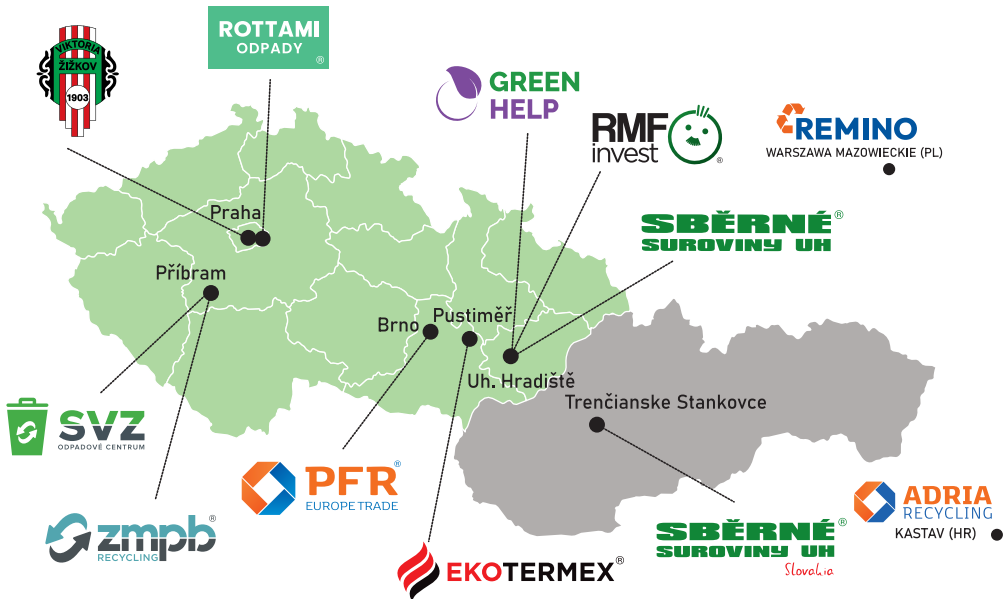 VIKTORIA
ŽIŽKOV
1903
ROTTAMI
ODPADY
®
GREEN
HELP
RMF
invest
®
REMINO
WARSZAWA MAZOWIECKIE (PL)
SBĚRNÉ®
SUROVINY UH
Praha
Příbram
Brno
Pustiměř
Uh. Hradiště
Trenčianske Stankovce
SVZ
ODPADOVÉ CENTRUM
PFR®
EUROPE TRADE
zmpb®
RECYCLING
EKOTERMEX®
SBĚRNÉ®
SUROVINY UH
Slovakia
ADRIA
RECYCLING
KASTAV (HR)